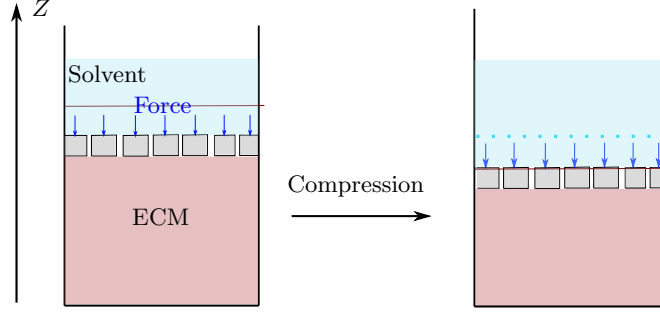 Z
Solvent
Force
Compression
ECM